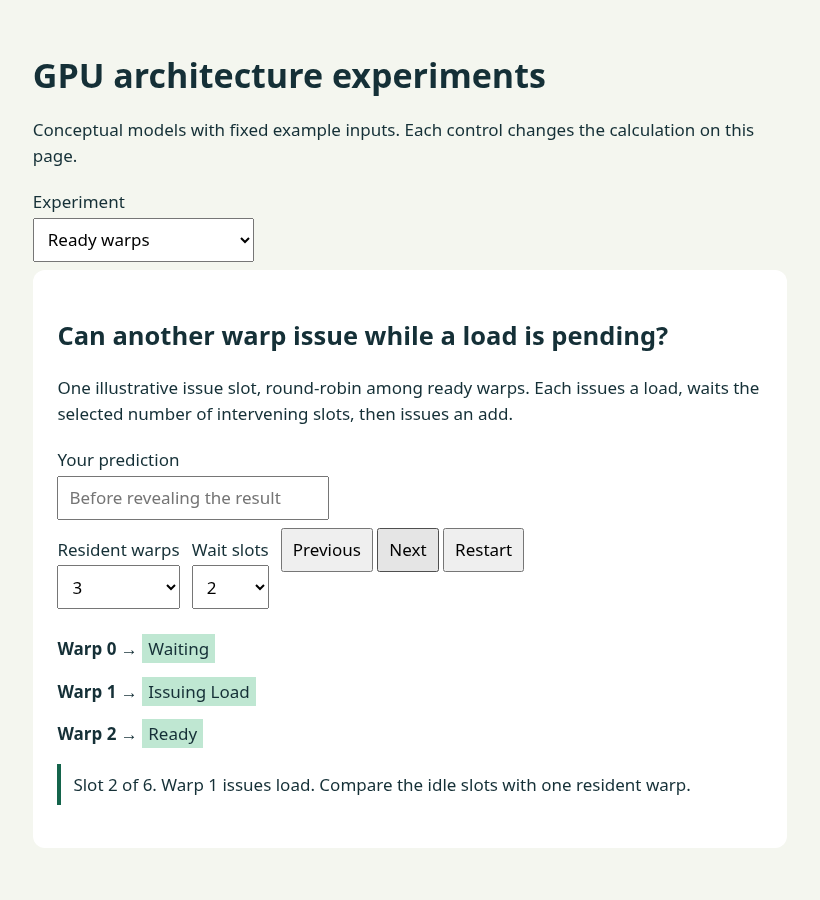 GPU architecture experiments
Conceptual models with fixed example inputs. Each control changes the calculation on this
page.
Experiment
Ready warps
Can another warp issue while a load is pending?
One illustrative issue slot, round-robin among ready warps. Each issues a load, waits the
selected number of intervening slots, then issues an add.
Your prediction
Before revealing the result
Resident warps Wait slots Previous Next Restart
3 2
Warp 0 → Waiting
Warp 1 → Issuing Load
Warp 2 → Ready
Slot 2 of 6. Warp 1 issues load. Compare the idle slots with one resident warp.